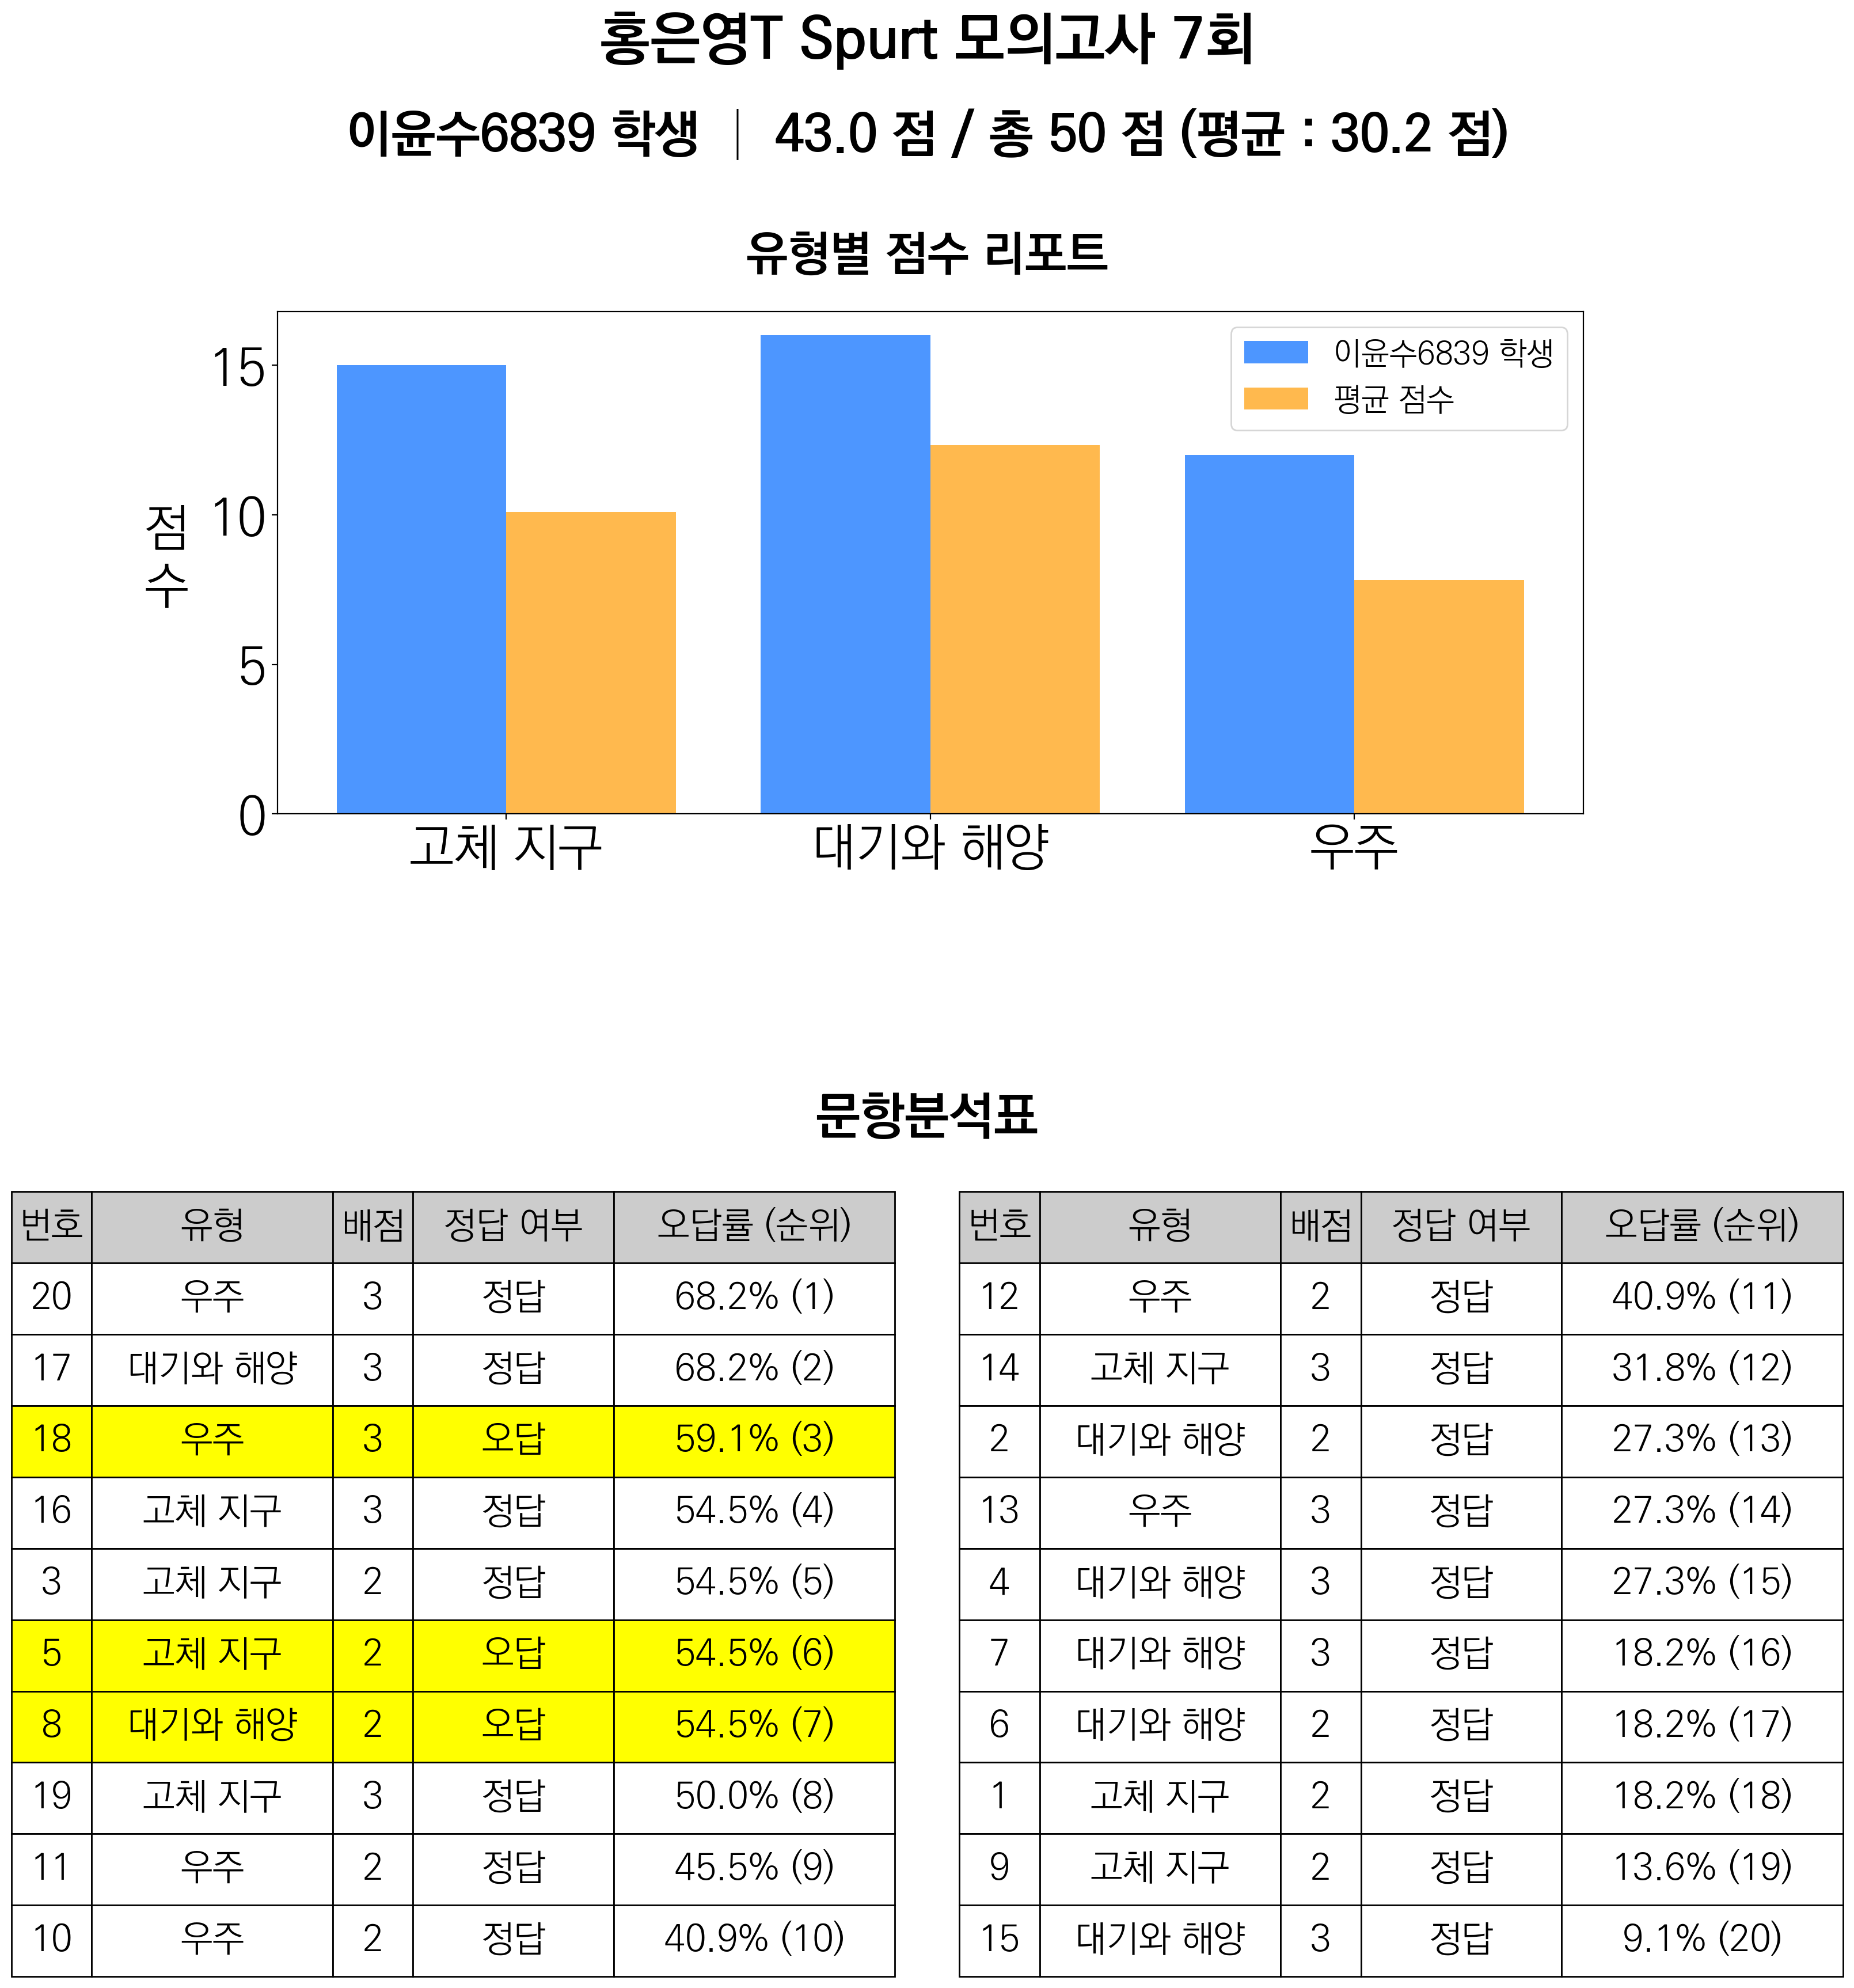 홍은영T Spurt 모의고사 7회
이윤수6839 학생 | 43.0 점 / 총 50 점 (평균 : 30.2 점)
유형별 점수 리포트
15
10
5
0
점
수
이윤수6839 학생
평균 점수
고체 지구 대기와 해양 우주
문항분석표
번호 유형 배점 정답 여부 오답률 (순위)
20 우주 3 정답 68.2% (1)
17 대기와 해양 3 정답 68.2% (2)
18 우주 3 오답 59.1% (3)
16 고체 지구 3 정답 54.5% (4)
3 고체 지구 2 정답 54.5% (5)
5 고체 지구 2 오답 54.5% (6)
8 대기와 해양 2 오답 54.5% (7)
19 고체 지구 3 정답 50.0% (8)
11 우주 2 정답 45.5% (9)
10 우주 2 정답 40.9% (10)
번호 유형 배점 정답 여부 오답률 (순위)
12 우주 2 정답 40.9% (11)
14 고체 지구 3 정답 31.8% (12)
2 대기와 해양 2 정답 27.3% (13)
13 우주 3 정답 27.3% (14)
4 대기와 해양 3 정답 27.3% (15)
7 대기와 해양 3 정답 18.2% (16)
6 대기와 해양 2 정답 18.2% (17)
1 고체 지구 2 정답 18.2% (18)
9 고체 지구 2 정답 13.6% (19)
15 대기와 해양 3 정답 9.1% (20)